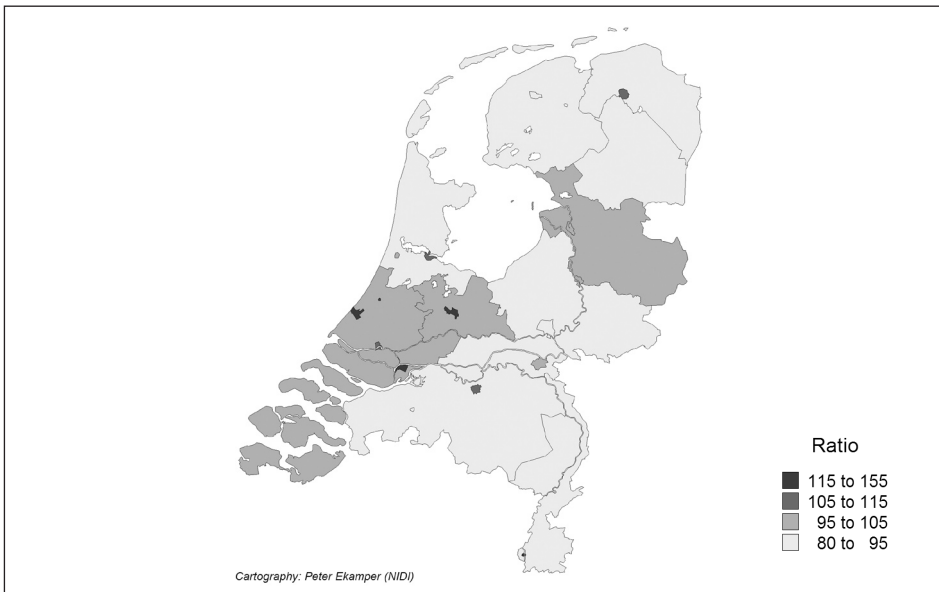 Ratio
115 to 155
105 to 115
95 to 105
80 to 95
Cartography: Peter Ekamper (NIDI)